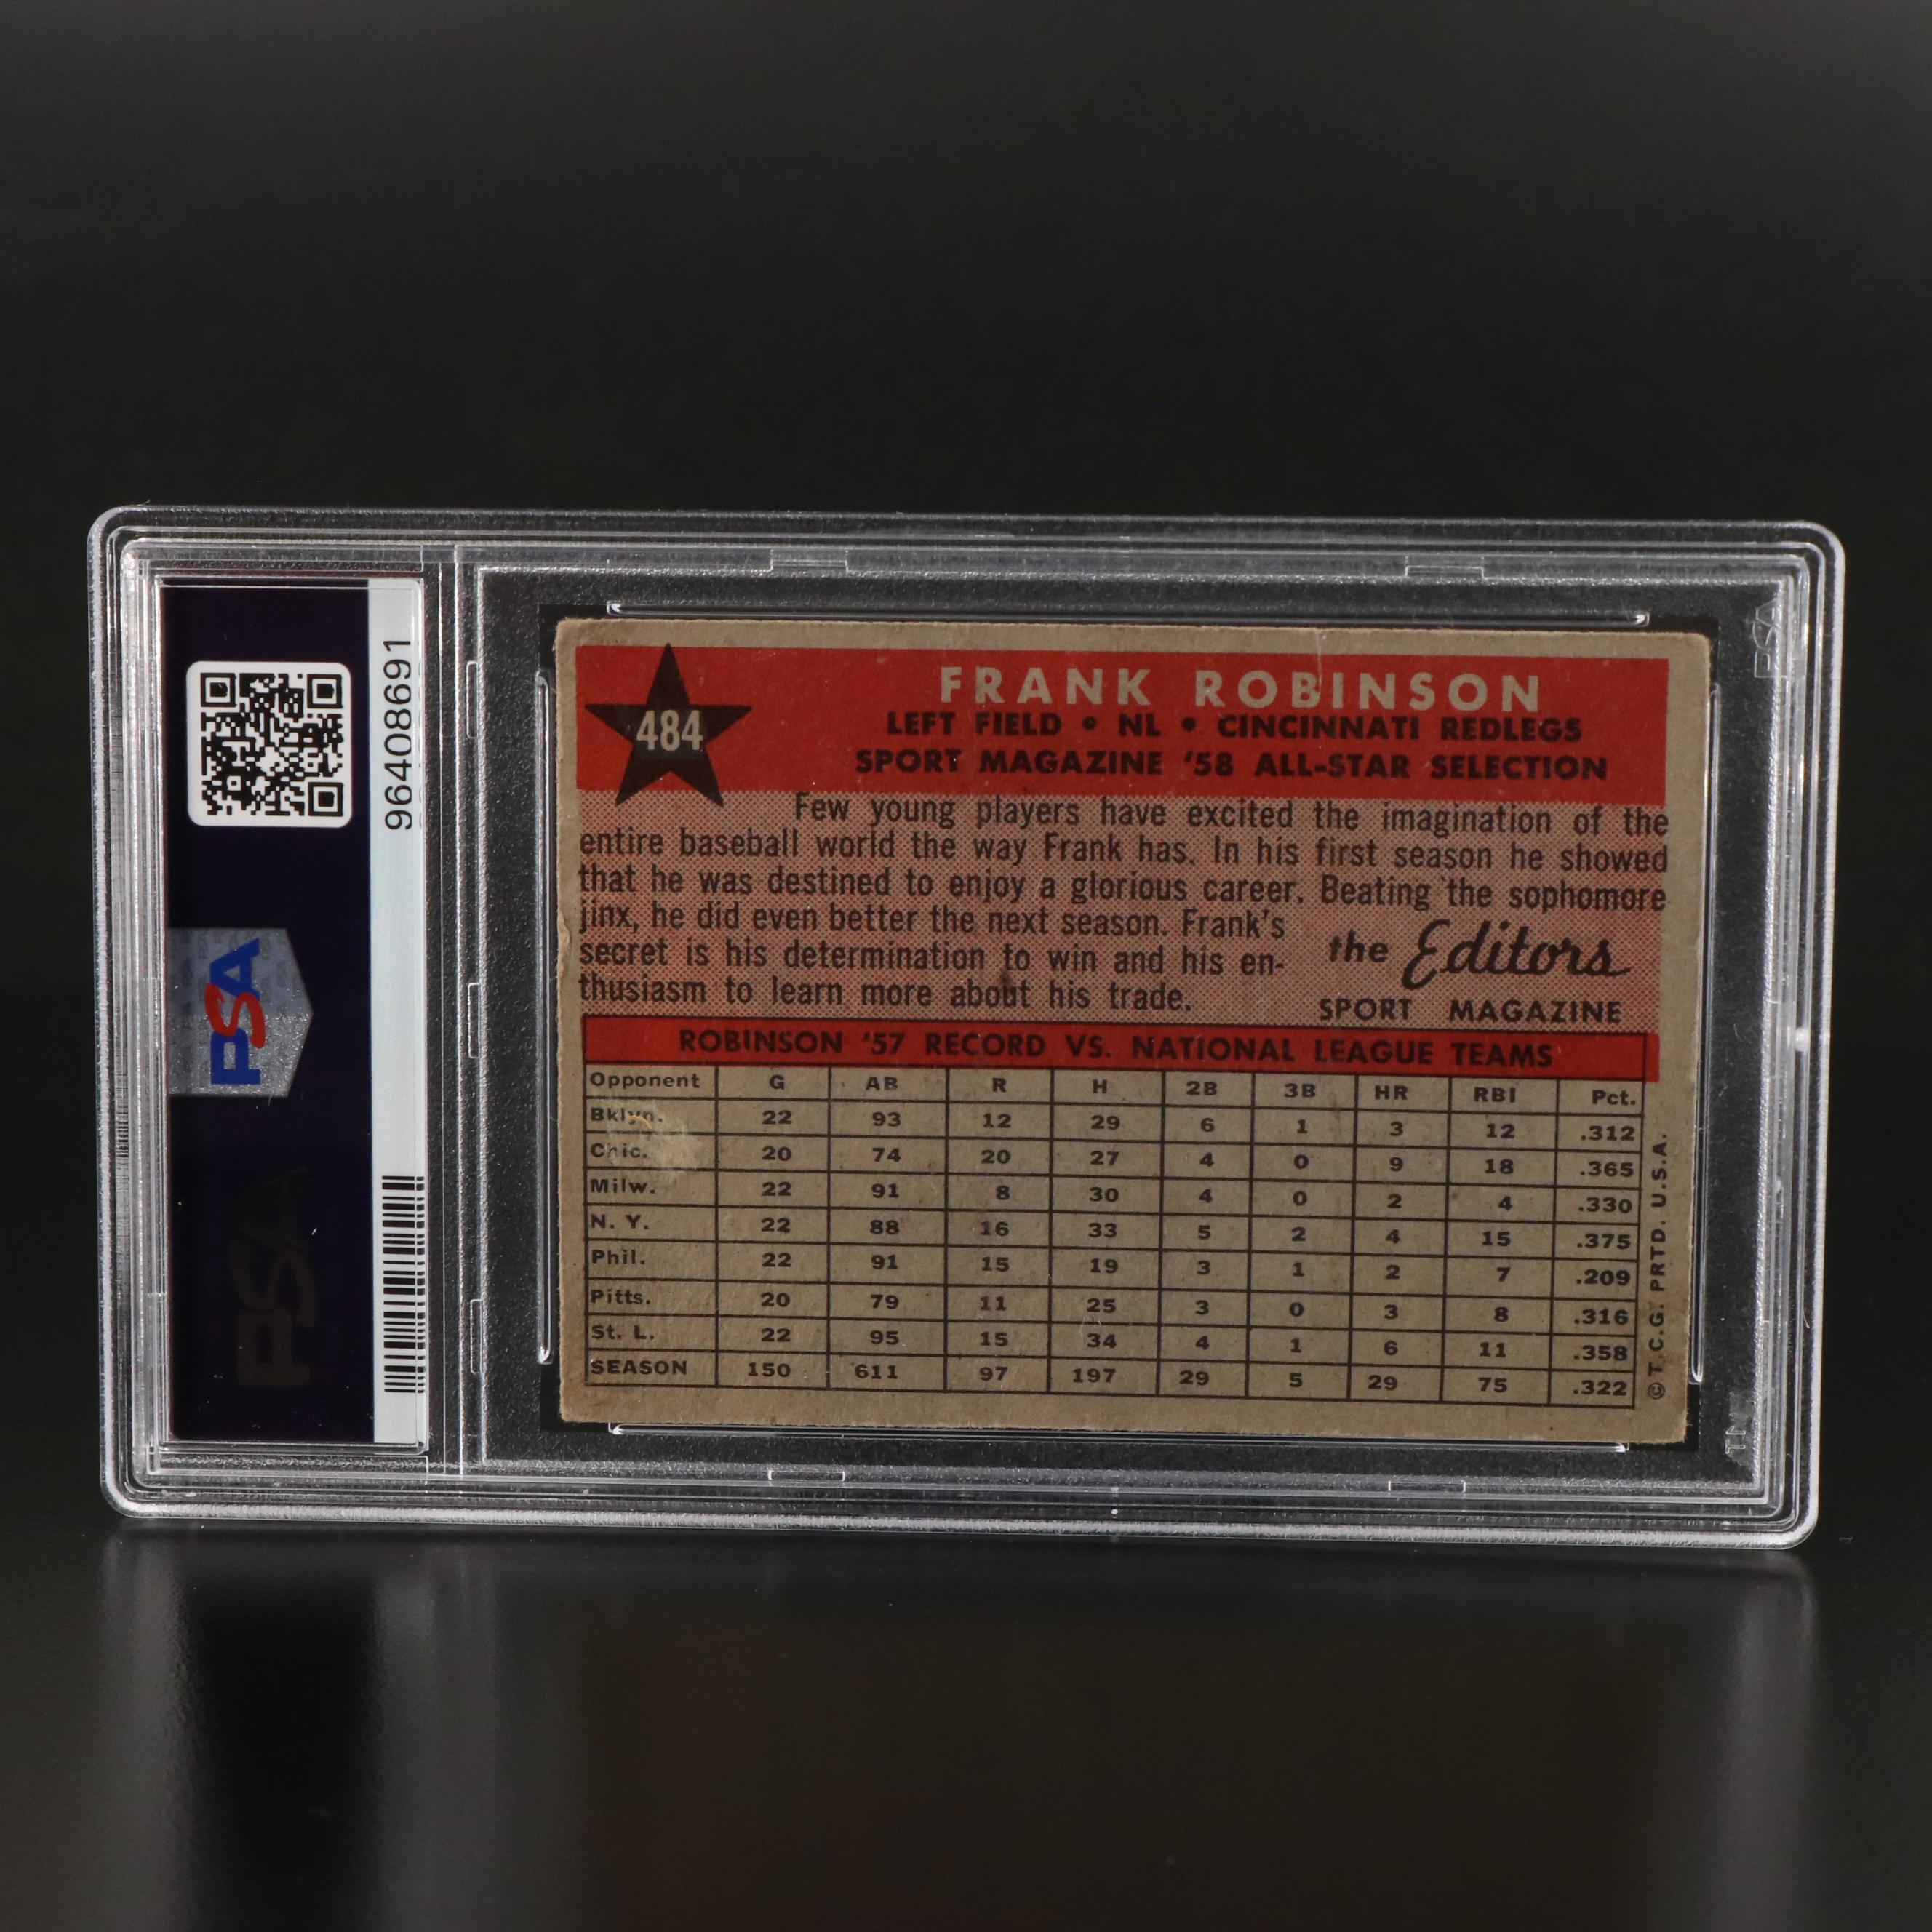 96408691
PSA
PSA
484
FRANK ROBINSON
LEFT FIELD • NL • CINCINNATI REDLEGS
SPORT MAGAZINE '58 ALL-STAR SELECTION
Few young players have excited the imagination of the
entire baseball world the way Frank has. In his first season he showed
that he was destined to enjoy a glorious career. Beating the sophomore
jinx, he did even better the next season. Frank's
secret is his determination to win and his en-
thusiasm to learn more about his trade.
the Editors
SPORT MAGAZINE
ROBINSON '57 RECORD VS. NATIONAL LEAGUE TEAMS
Opponent G AB R H 2B 3B HR RBI Pct.
Bklyn. 22 93 12 29 6 1 3 12 .312
Chic. 20 74 20 27 4 0 9 18 .365
Milw. 22 91 8 30 4 0 2 4 .330
N. Y. 22 88 16 33 5 2 4 15 .375
Phil. 22 91 15 19 3 1 2 7 .209
Pitts. 20 79 11 25 3 0 3 8 .316
St. L. 22 95 15 34 4 1 6 11 .358
SEASON 150 611 97 197 29 5 29 75 .322
© T.C.G. PRTD. U.S.A.
PSA